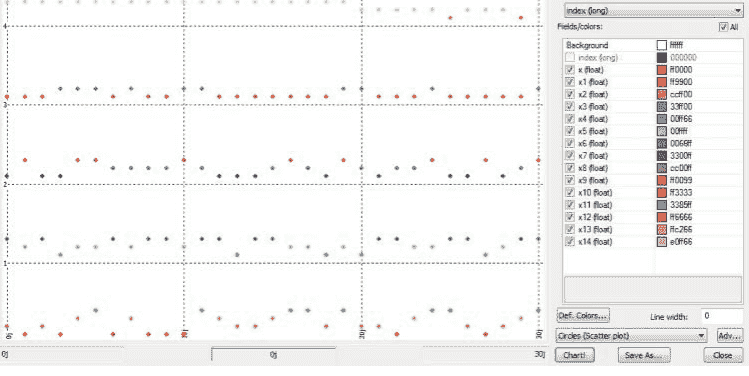 index (long)
Fields/colors: All
4
Background ffffff
index (long) 000000
x (float) ff0000
x1 (float) ff9900
x2 (float) ccff00
3
x3 (float) 33ff00
x4 (float) 00ff66
x5 (float) 00ffff
x6 (float) 0066ff
x7 (float) 3300ff
x8 (float) cc00ff
2
x9 (float) ff0099
x10 (float) ff3333
x11 (float) 3385ff
x12 (float) ff6666
x13 (float) ffc266
x14 (float) e0ff66
1
Def. Colors... Line width: 0
Circles (Scatter plot) Adv...
0j 0j 30j
Chart! Save As... Close